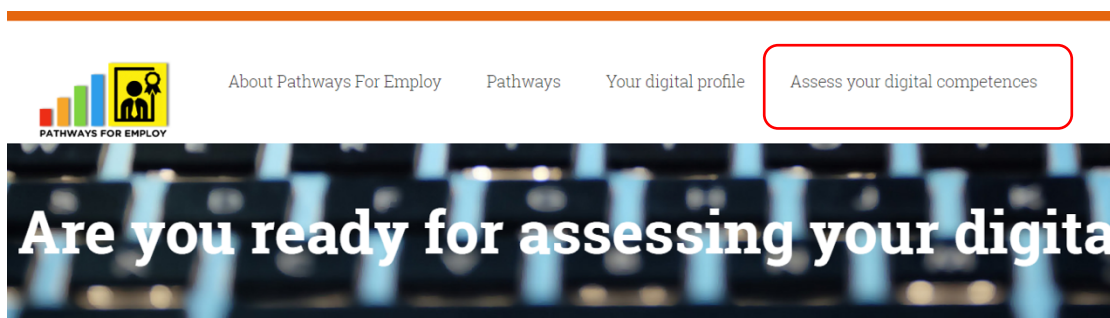 About Pathways For Employ
Pathways
Your digital profile
Assess your digital competences
PATHWAYS FOR EMPLOY
Are you ready for assessing your digita